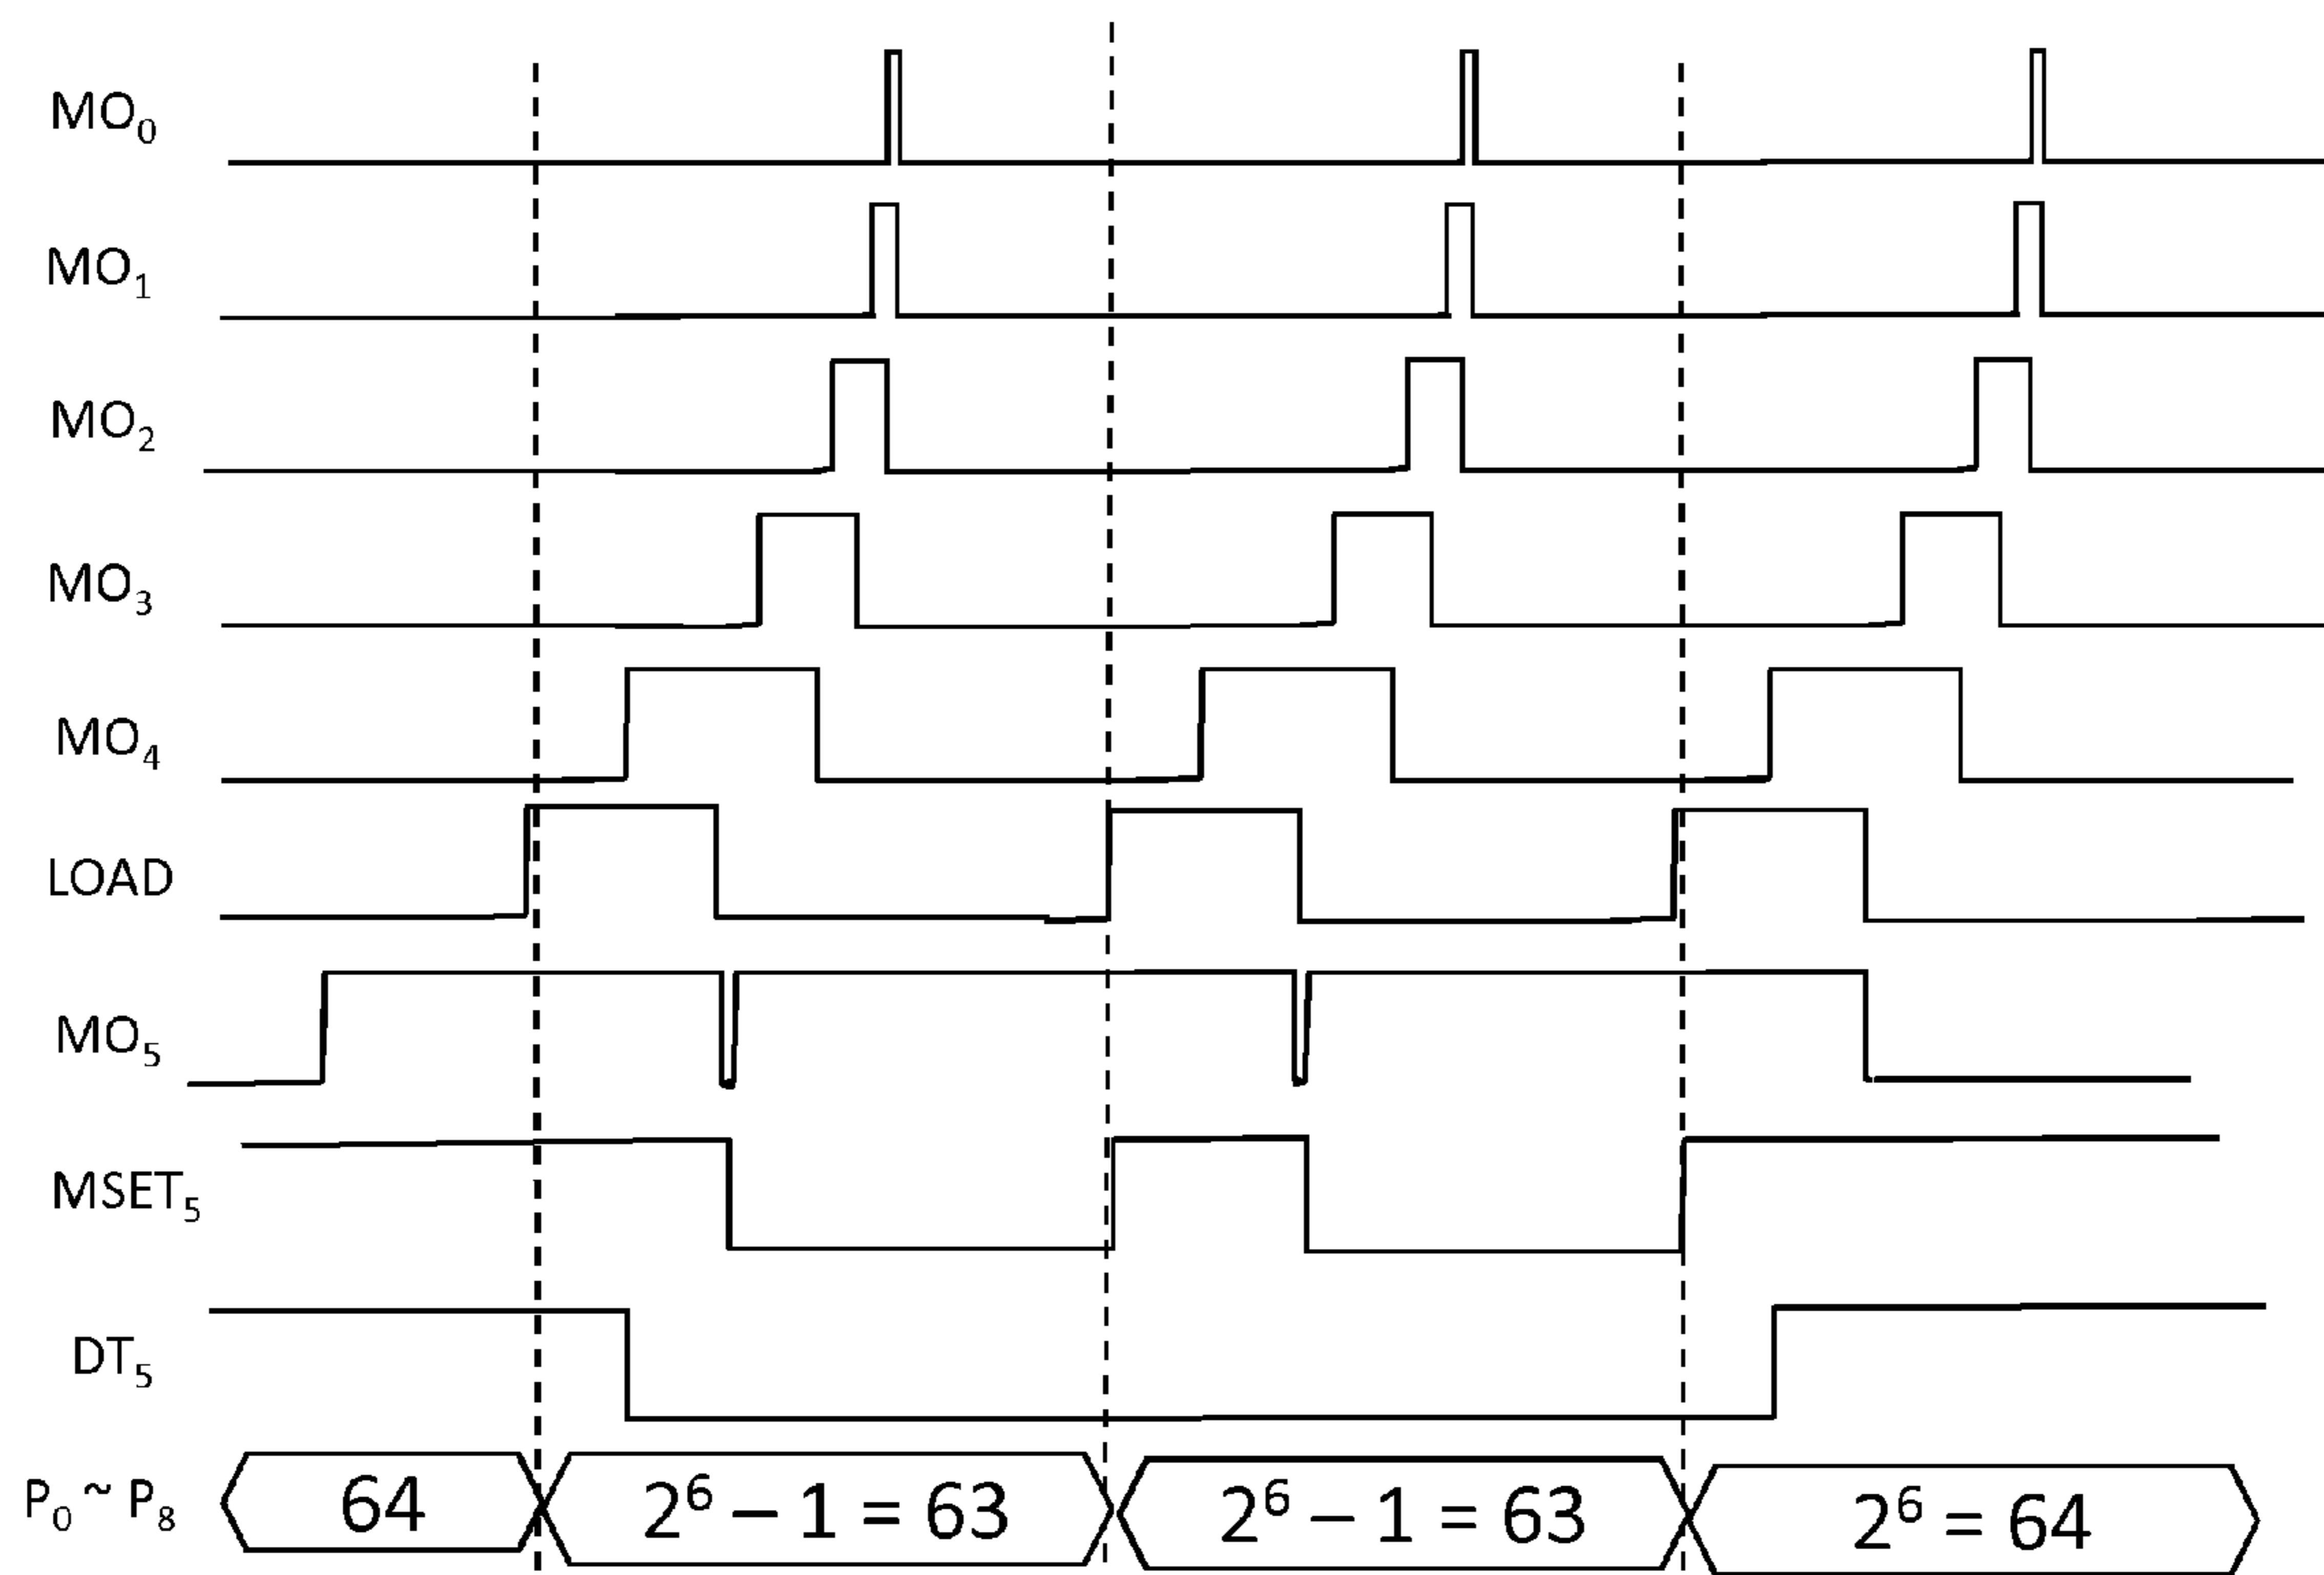 MO₀
MO₁
MO₂
MO₃
MO₄
LOAD
MO₅
MSET₅
DT₅
P₀ ~ P₈ 64 2⁶ – 1 = 63 2⁶ – 1 = 63 2⁶ = 64